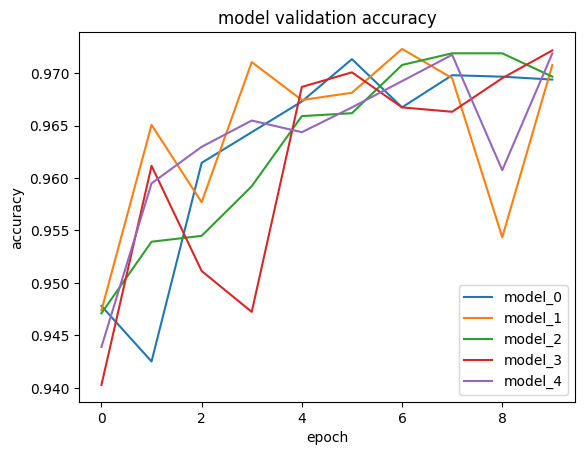 model validation accuracy
accuracy
0.970
0.965
0.960
0.955
0.950
0.945
0.940
0 2 4 6 8
epoch
model_0
model_1
model_2
model_3
model_4